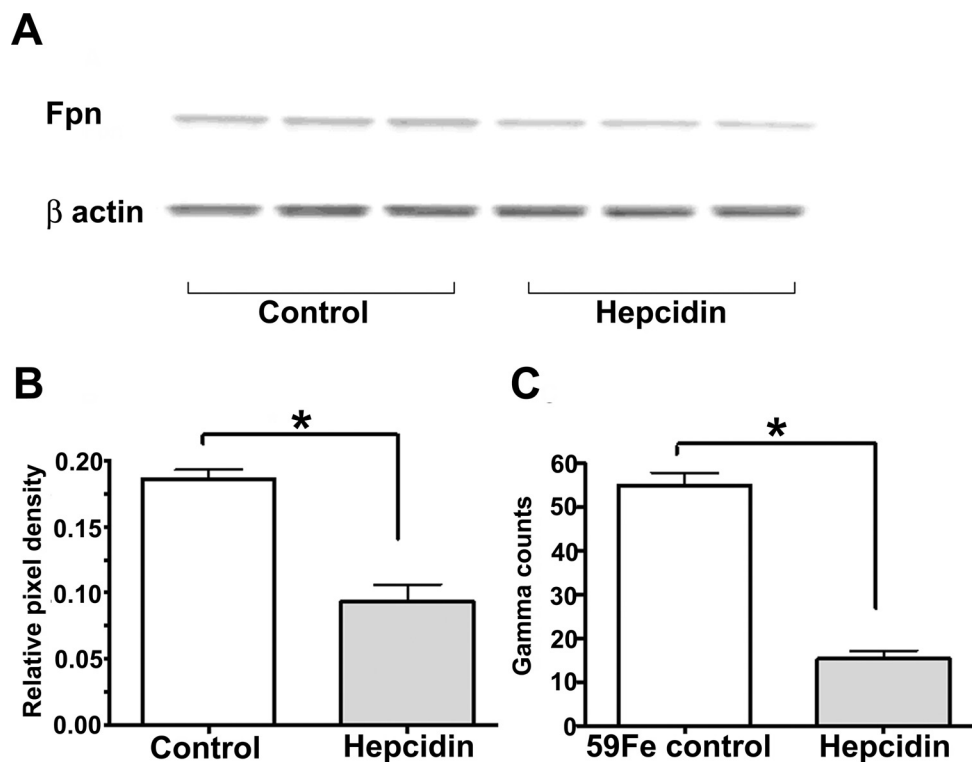 A
Fpn
β actin
Control Hepcidin
B
*
Relative pixel density
0.20
0.15
0.10
0.05
0.00
Control Hepcidin
C
*
Gamma counts
60
50
40
30
20
10
0
59Fe control Hepcidin